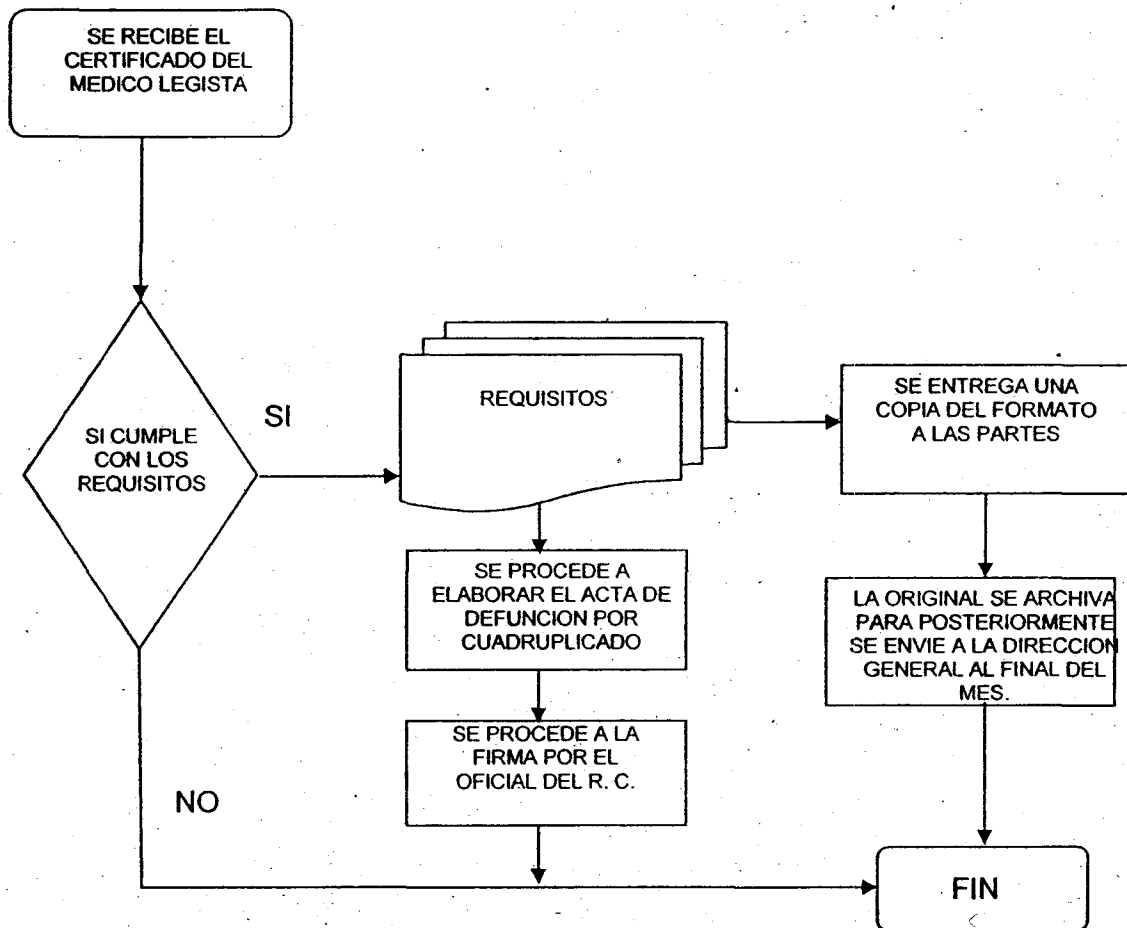 SE RECIBE EL
CERTIFICADO DEL
MEDICO LEGISTA
SI CUMPLE
CON LOS
REQUISITOS
SI
NO
REQUISITOS
SE PROCEDE A
ELABORAR EL ACTA DE
DEFUNCION POR
CUADRUPLICADO
SE PROCEDE A LA
FIRMA POR EL
OFICIAL DEL R. C.
SE ENTREGA UNA
COPIA DEL FORMATO
A LAS PARTES
LA ORIGINAL SE ARCHIVA
PARA POSTERIORMENTE
SE ENVIE A LA DIRECCION
GENERAL AL FINAL DEL
MES.
FIN